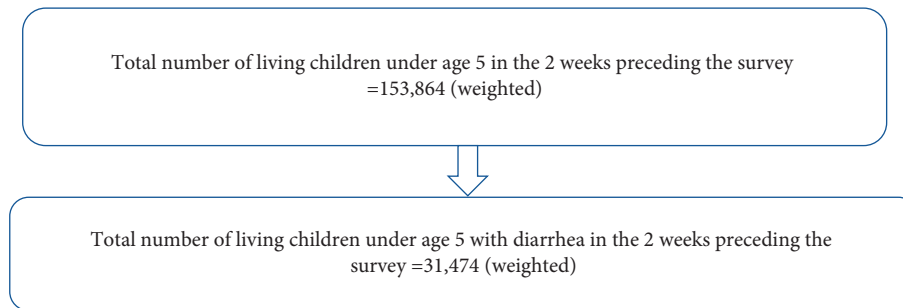 Total number of living children under age 5 in the 2 weeks preceding the survey
=153,864 (weighted)
Total number of living children under age 5 with diarrhea in the 2 weeks preceding the
survey =31,474 (weighted)